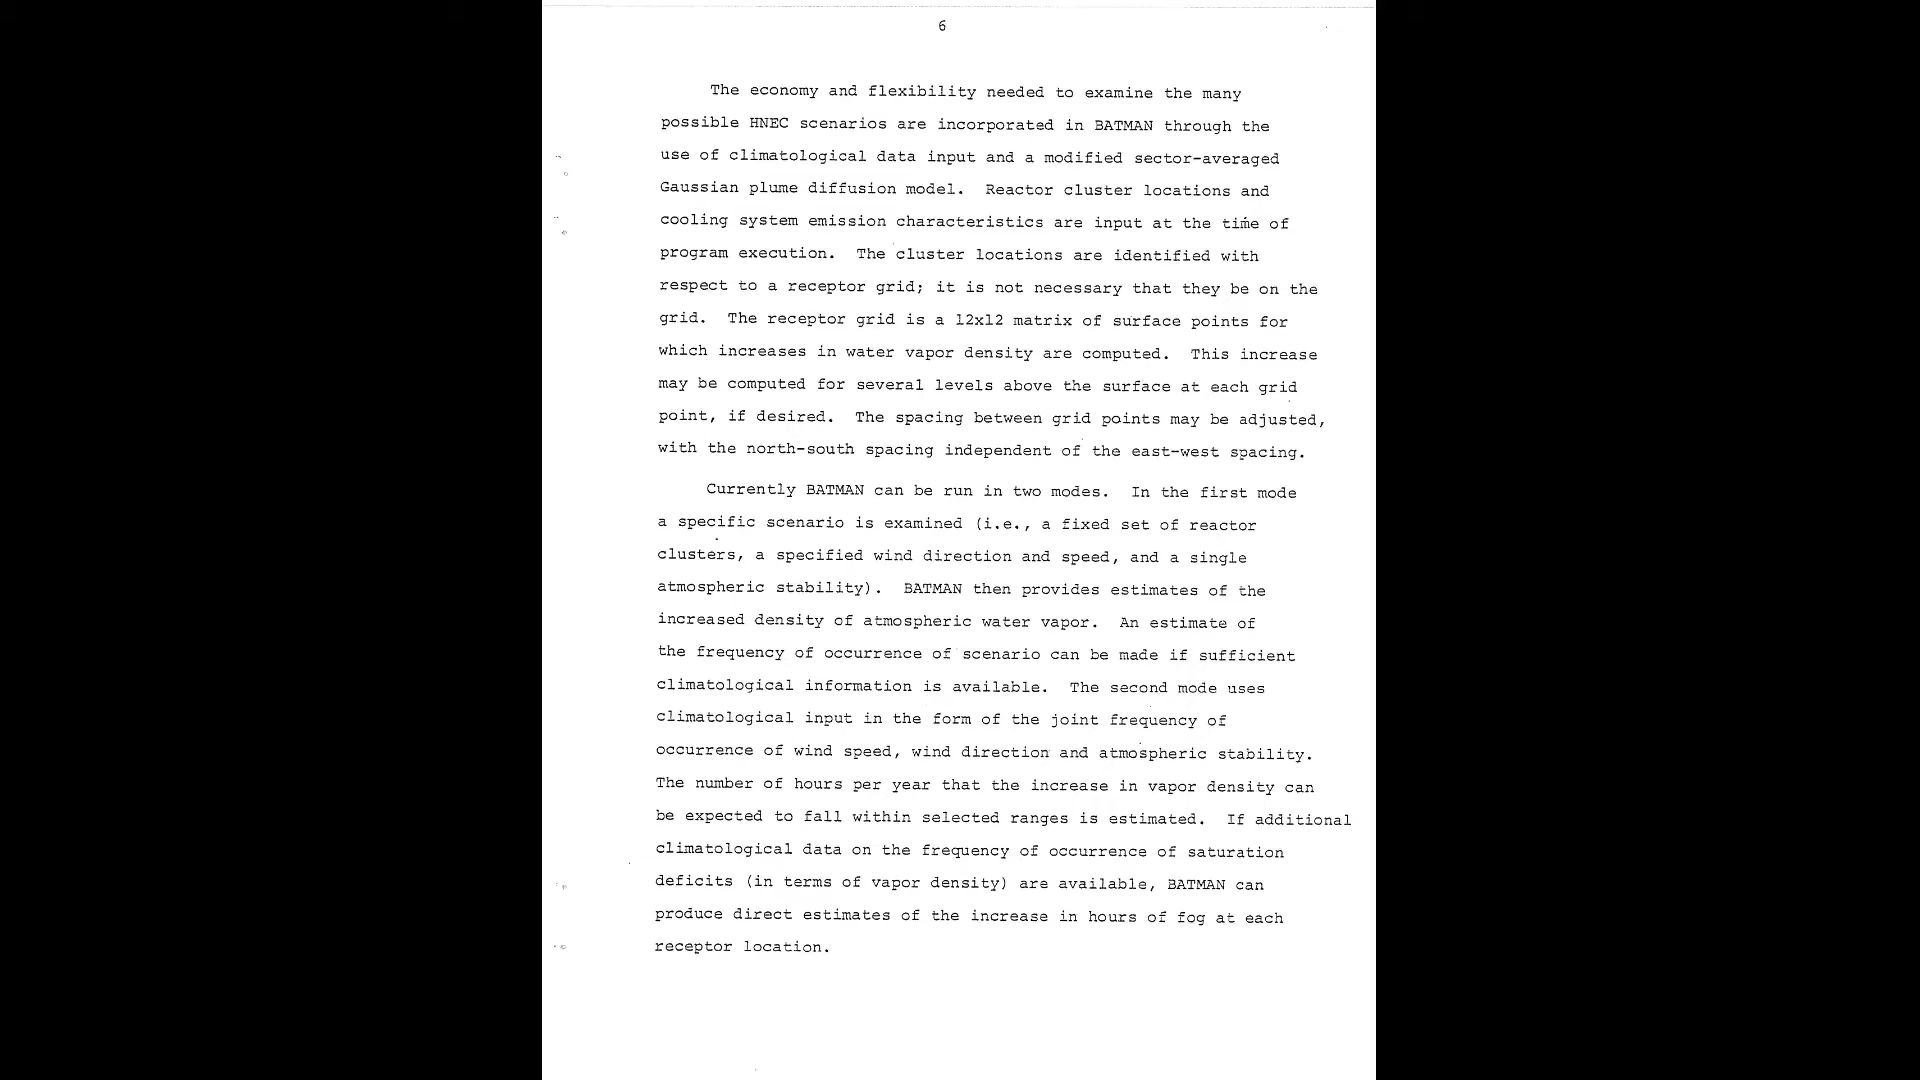 6
The economy and flexibility needed to examine the many
possible HNEC scenarios are incorporated in BATMAN through the
use of climatological data input and a modified sector-averaged
Gaussian plume diffusion model. Reactor cluster locations and
cooling system emission characteristics are input at the time of
program execution. The cluster locations are identified with
respect to a receptor grid; it is not necessary that they be on the
grid. The receptor grid is a 12x12 matrix of surface points for
which increases in water vapor density are computed. This increase
may be computed for several levels above the surface at each grid
point, if desired. The spacing between grid points may be adjusted,
with the north-south spacing independent of the east-west spacing.
Currently BATMAN can be run in two modes. In the first mode
a specific scenario is examined (i.e., a fixed set of reactor
clusters, a specified wind direction and speed, and a single
atmospheric stability). BATMAN then provides estimates of the
increased density of atmospheric water vapor. An estimate of
the frequency of occurrence of scenario can be made if sufficient
climatological information is available. The second mode uses
climatological input in the form of the joint frequency of
occurrence of wind speed, wind direction and atmospheric stability.
The number of hours per year that the increase in vapor density can
be expected to fall within selected ranges is estimated. If additional
climatological data on the frequency of occurrence of saturation
deficits (in terms of vapor density) are available, BATMAN can
produce direct estimates of the increase in hours of fog at each
receptor location.